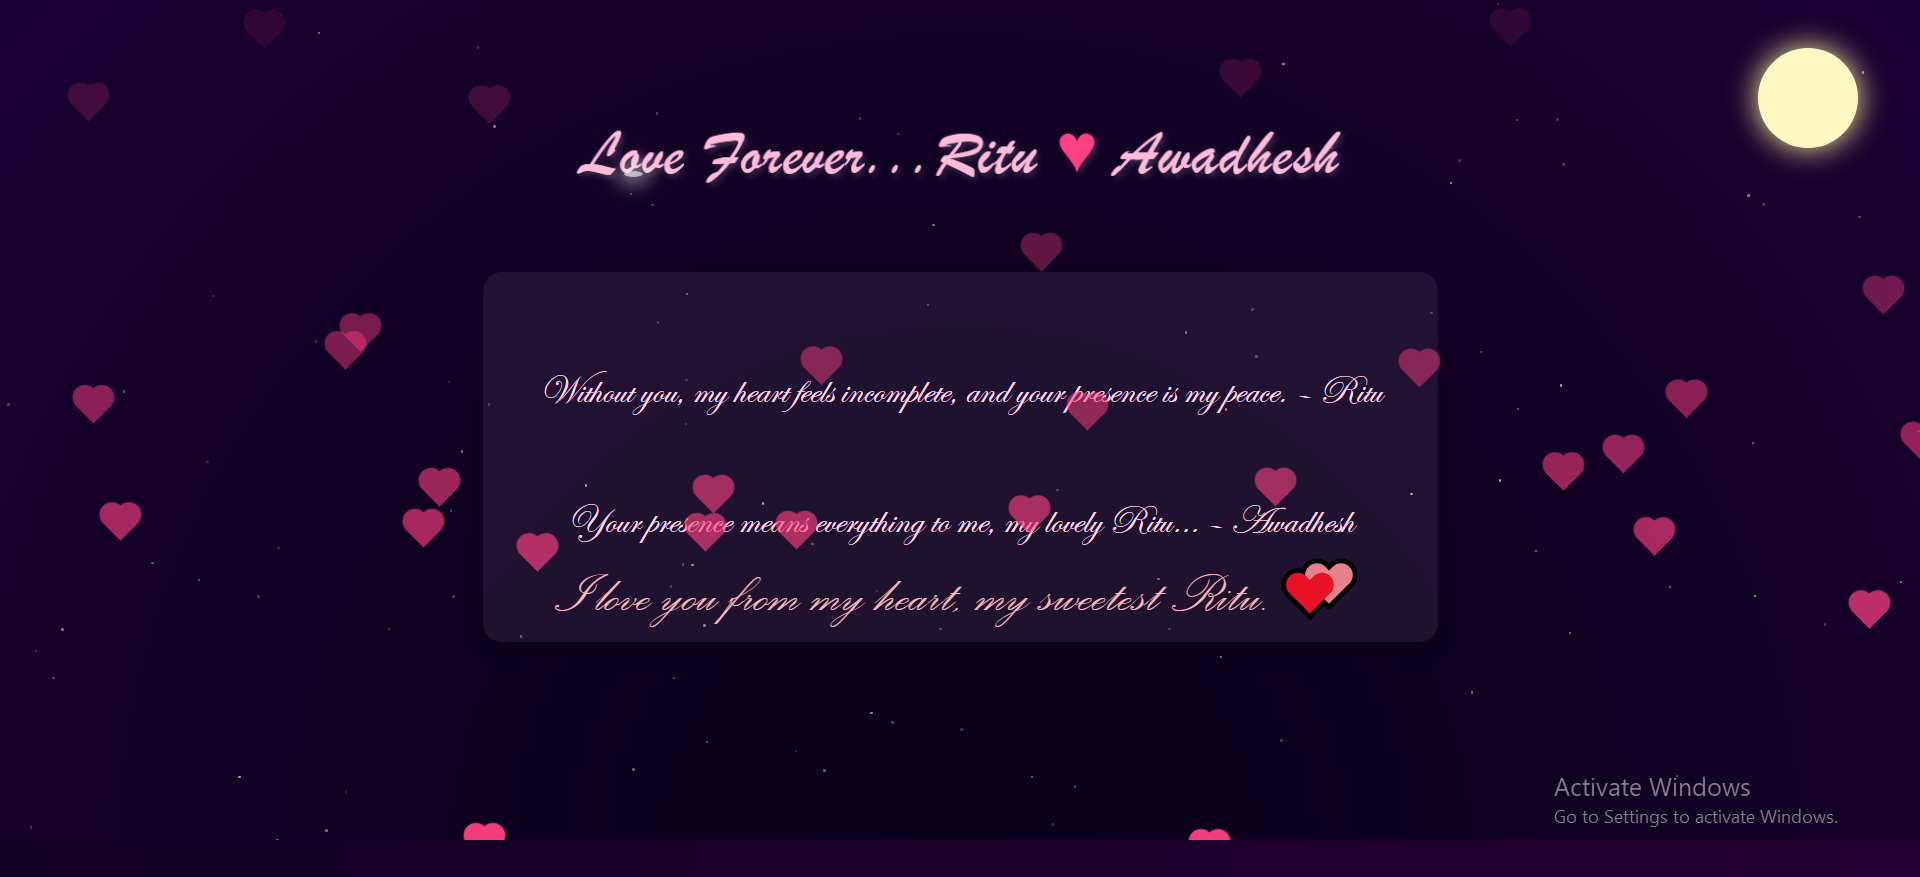 Love Forever...Ritu ♥ Awadhesh
Without you, my heart feels incomplete, and your presence is my peace. ~ Ritu
Your presence means everything to me, my lovely Ritu... ~ Awadhesh
I love you from my heart, my sweetest Ritu. 💕
Activate Windows
Go to Settings to activate Windows.